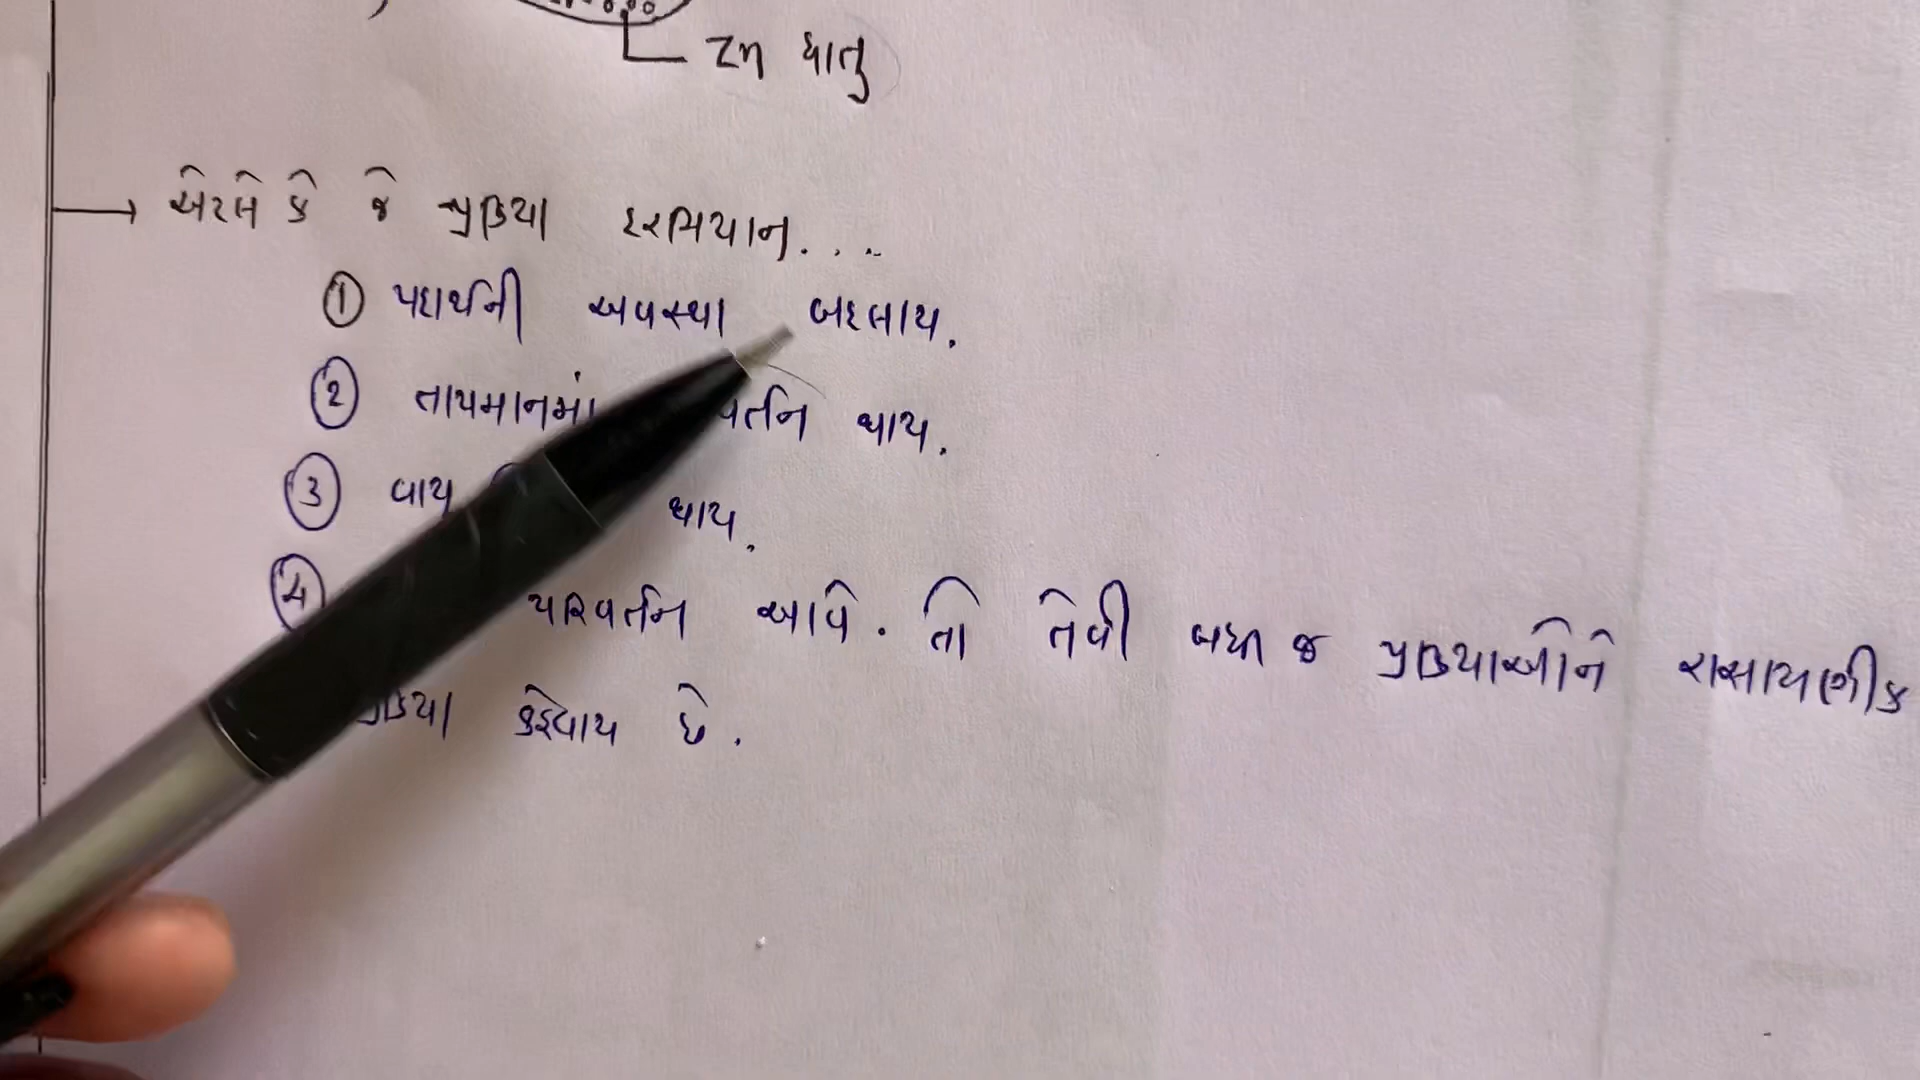 Zn ધાતુ
→ એટલે કે જે પ્રક્રિયા દરમિયાન. . . .
① પદાર્થની અવસ્થા બદલાય.
② તાપમાનમાં થાય.
③ થાય.
④ પરિવર્તન આવે. તો તેવી બધા જ પ્રક્રિયાઓને રાસાયણીક
પ્રક્રિયા કહેવાય છે.